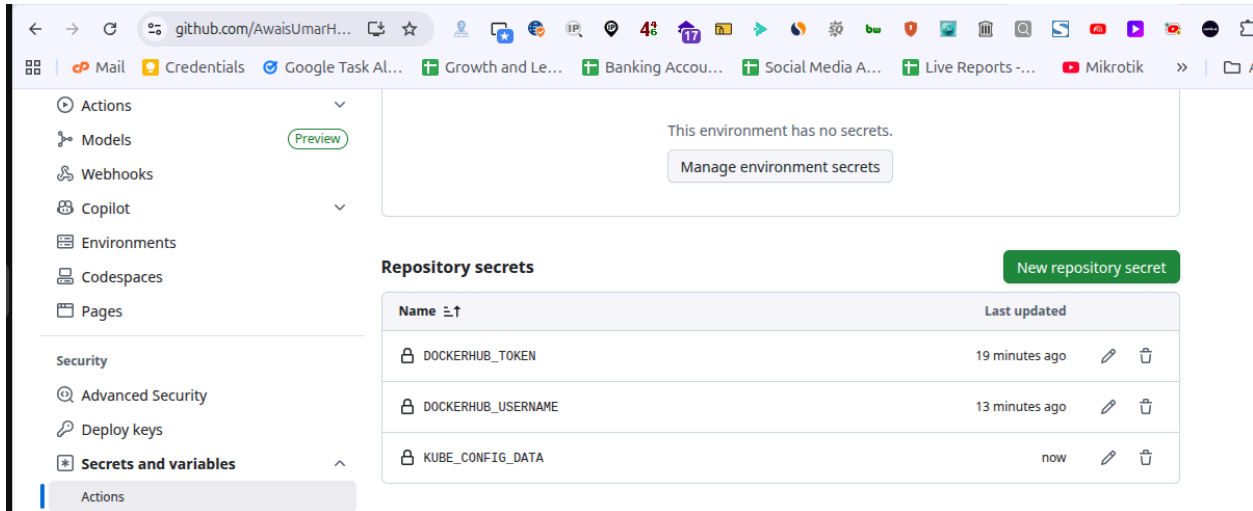 github.com/AwaisUmarH...
17
Mail
Credentials
Google Task Al...
Growth and Le...
Banking Accou...
Social Media A...
Live Reports -...
Mikrotik
»
Actions
Models
Preview
Webhooks
Copilot
Environments
Codespaces
Pages
Security
Advanced Security
Deploy keys
Secrets and variables
Actions
This environment has no secrets.
Manage environment secrets
Repository secrets
New repository secret
Name
Last updated
DOCKERHUB_TOKEN
19 minutes ago
DOCKERHUB_USERNAME
13 minutes ago
KUBE_CONFIG_DATA
now